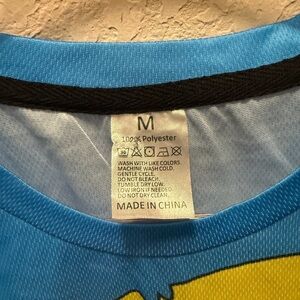 M
100% Polyester
WASH WITH LIKE COLORS.
MACHINE WASH COLD.
GENTLE CYCLE.
DO NOT BLEACH.
TUMBLE DRY LOW.
LOW IRON IF NEEDED.
DO NOT DRY CLEAN.
MADE IN CHINA